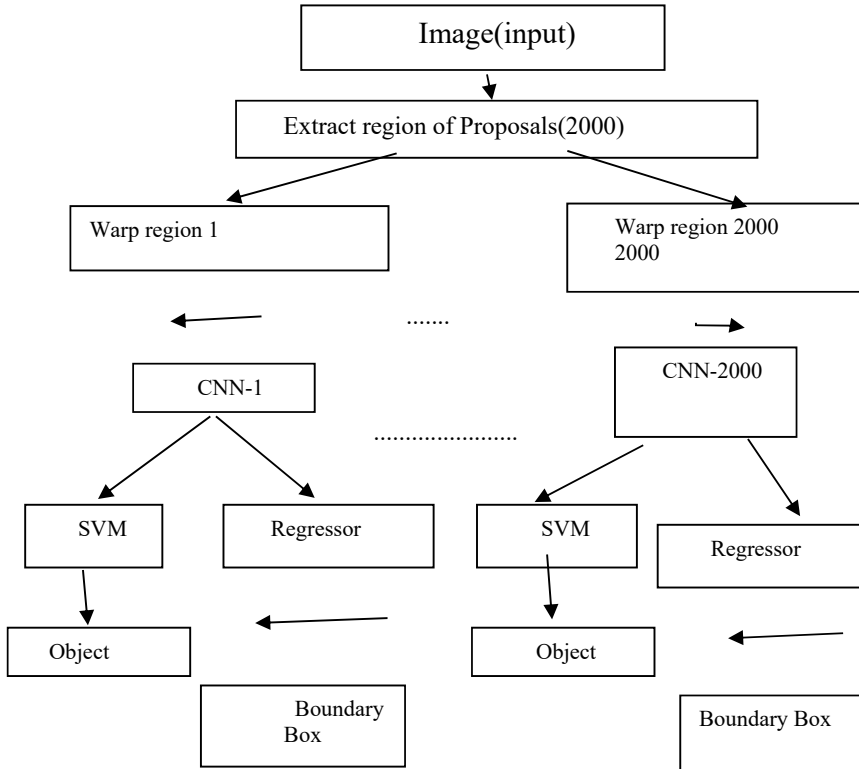 Image(input)
Extract region of Proposals(2000)
Warp region 1
Warp region 2000
2000
.......
CNN-1
CNN-2000
.......................
SVM
Regressor
SVM
Regressor
Object
Object
Boundary
Box
Boundary Box